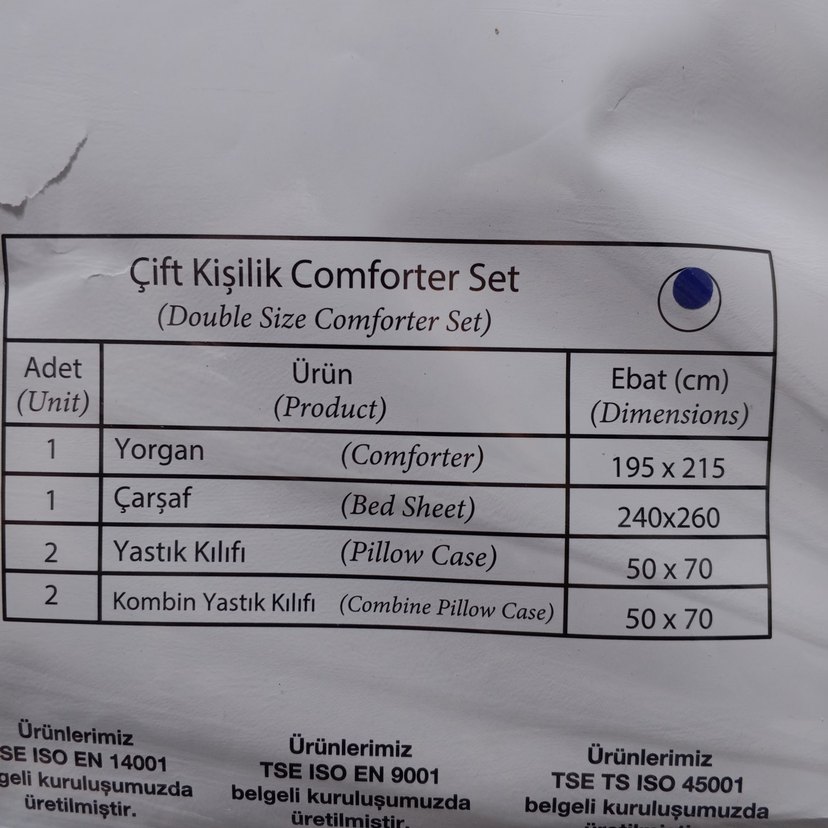 Çift Kişilik Comforter Set
(Double Size Comforter Set)
Adet Ürün Ebat (cm)
(Unit) (Product) (Dimensions)
1 Yorgan (Comforter) 195 x 215
1 Çarşaf (Bed Sheet) 240x260
2 Yastık Kılıfı (Pillow Case) 50 x 70
2 Kombin Yastık Kılıfı (Combine Pillow Case) 50 x 70
Ürünlerimiz
ISO EN 14001
kuruluşumuzda
üretilmiştir.
Ürünlerimiz
TSE ISO EN 9001
belgeli kuruluşumuzda
üretilmiştir.
Ürünlerimiz
TSE TS ISO 45001
belgeli kuruluşumuzda